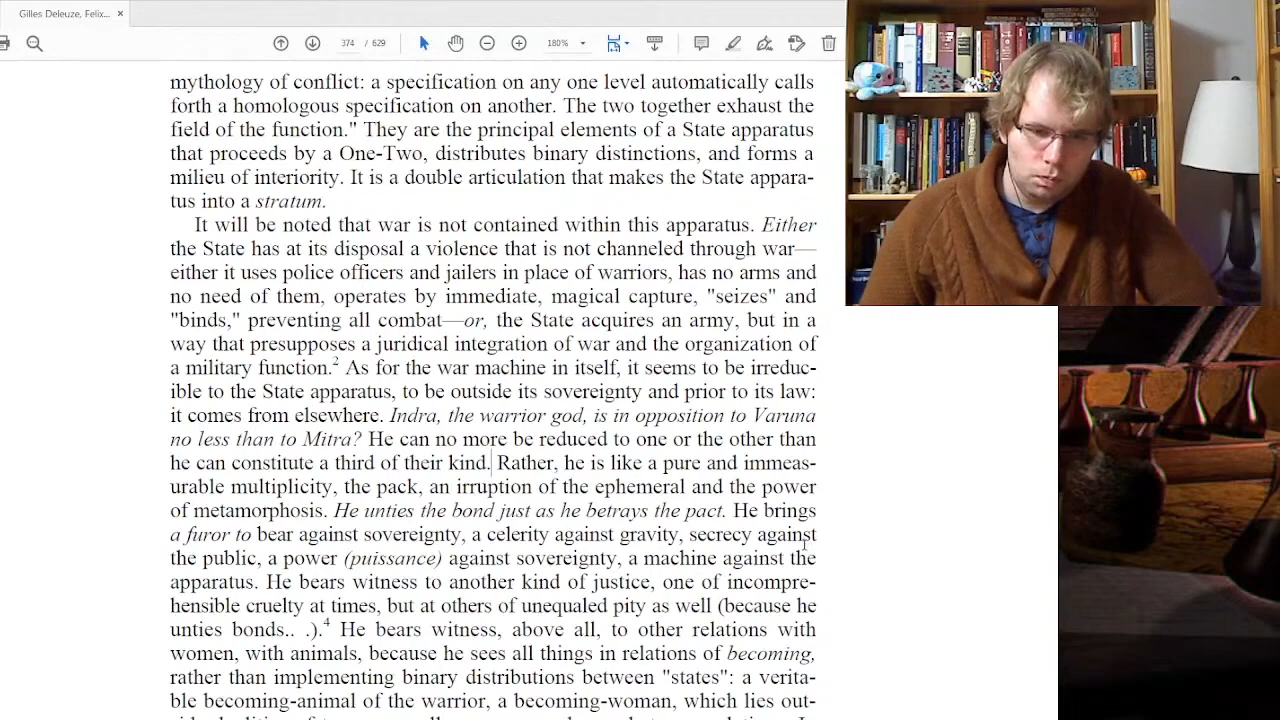 Gilles Deleuze, Felix...
374 / 629
180%
mythology of conflict: a specification on any one level automatically calls
forth a homologous specification on another. The two together exhaust the
field of the function." They are the principal elements of a State apparatus
that proceeds by a One-Two, distributes binary distinctions, and forms a
milieu of interiority. It is a double articulation that makes the State appara-
tus into a stratum.
It will be noted that war is not contained within this apparatus. Either
the State has at its disposal a violence that is not channeled through war—
either it uses police officers and jailers in place of warriors, has no arms and
no need of them, operates by immediate, magical capture, "seizes" and
"binds," preventing all combat—or, the State acquires an army, but in a
way that presupposes a juridical integration of war and the organization of
a military function.2 As for the war machine in itself, it seems to be irreduc-
ible to the State apparatus, to be outside its sovereignty and prior to its law:
it comes from elsewhere. Indra, the warrior god, is in opposition to Varuna
no less than to Mitra? He can no more be reduced to one or the other than
he can constitute a third of their kind. Rather, he is like a pure and immeas-
urable multiplicity, the pack, an irruption of the ephemeral and the power
of metamorphosis. He unties the bond just as he betrays the pact. He brings
a furor to bear against sovereignty, a celerity against gravity, secrecy against
the public, a power (puissance) against sovereignty, a machine against the
apparatus. He bears witness to another kind of justice, one of incompre-
hensible cruelty at times, but at others of unequaled pity as well (because he
unties bonds.. .).4 He bears witness, above all, to other relations with
women, with animals, because he sees all things in relations of becoming,
rather than implementing binary distributions between "states": a verita-
ble becoming-animal of the warrior, a becoming-woman, which lies out-